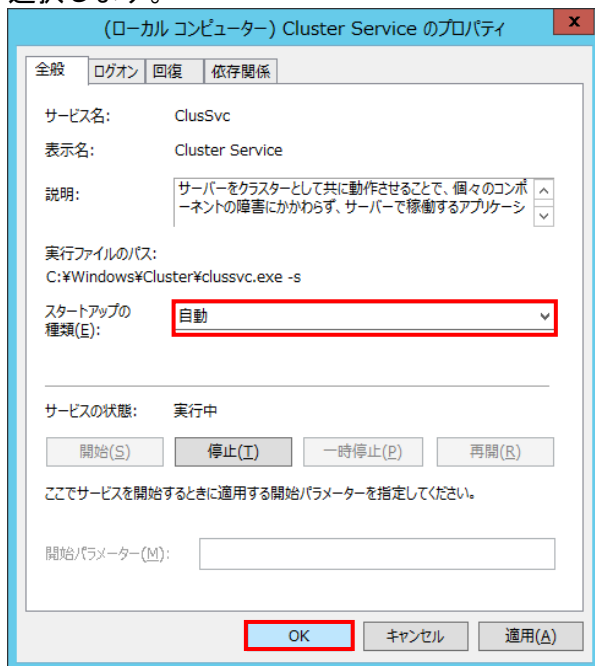 選択します。
(ローカル コンピューター) Cluster Service のプロパティ
x
全般 ログオン 回復 依存関係
サービス名: ClusSvc
表示名: Cluster Service
説明: サーバーをクラスターとして共に動作させることで、個々のコンポ
ーネントの障害にかかわらず、サーバーで稼働するアプリケーシ
実行ファイルのパス:
C:¥Windows¥Cluster¥clussvc.exe -s
スタートアップの
種類(E): 自動
サービスの状態: 実行中
開始(S) 停止(T) 一時停止(P) 再開(R)
ここでサービスを開始するときに適用する開始パラメーターを指定してください。
開始パラメーター(M):
OK キャンセル 適用(A)